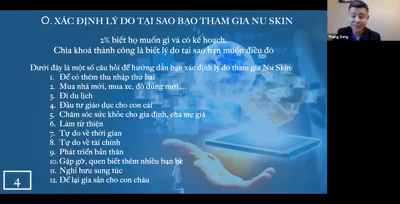 O. XÁC ĐỊNH LÝ DO TẠI SAO BẠO THAM GIA NU SKIN
2% biết họ muốn gì và có kế hoạch.
Chìa khoá thành công là biết lý do tại sao bạn muốn điều đó
Dưới đây là một số câu hỏi để hướng dẫn bạn xác định lý do tham gia Nu Skin:
1. Để có thêm thu nhập thứ hai
2. Mua nhà mới, mua xe, đồ dùng mới....
3. Đi du lịch
4. Đầu tư giáo dục cho con cái
5. Chăm sóc sức khỏe cho gia đình, cha mẹ già
6. Làm từ thiện
7. Tự do về thời gian
8. Tự do về tài chính
9. Phát triển bản thân
10. Gặp gỡ, quen biết thêm nhiều bạn bè
11. Nghỉ hưu sung túc
12. Để lại gia sản cho con cháu
4
Thang Dang